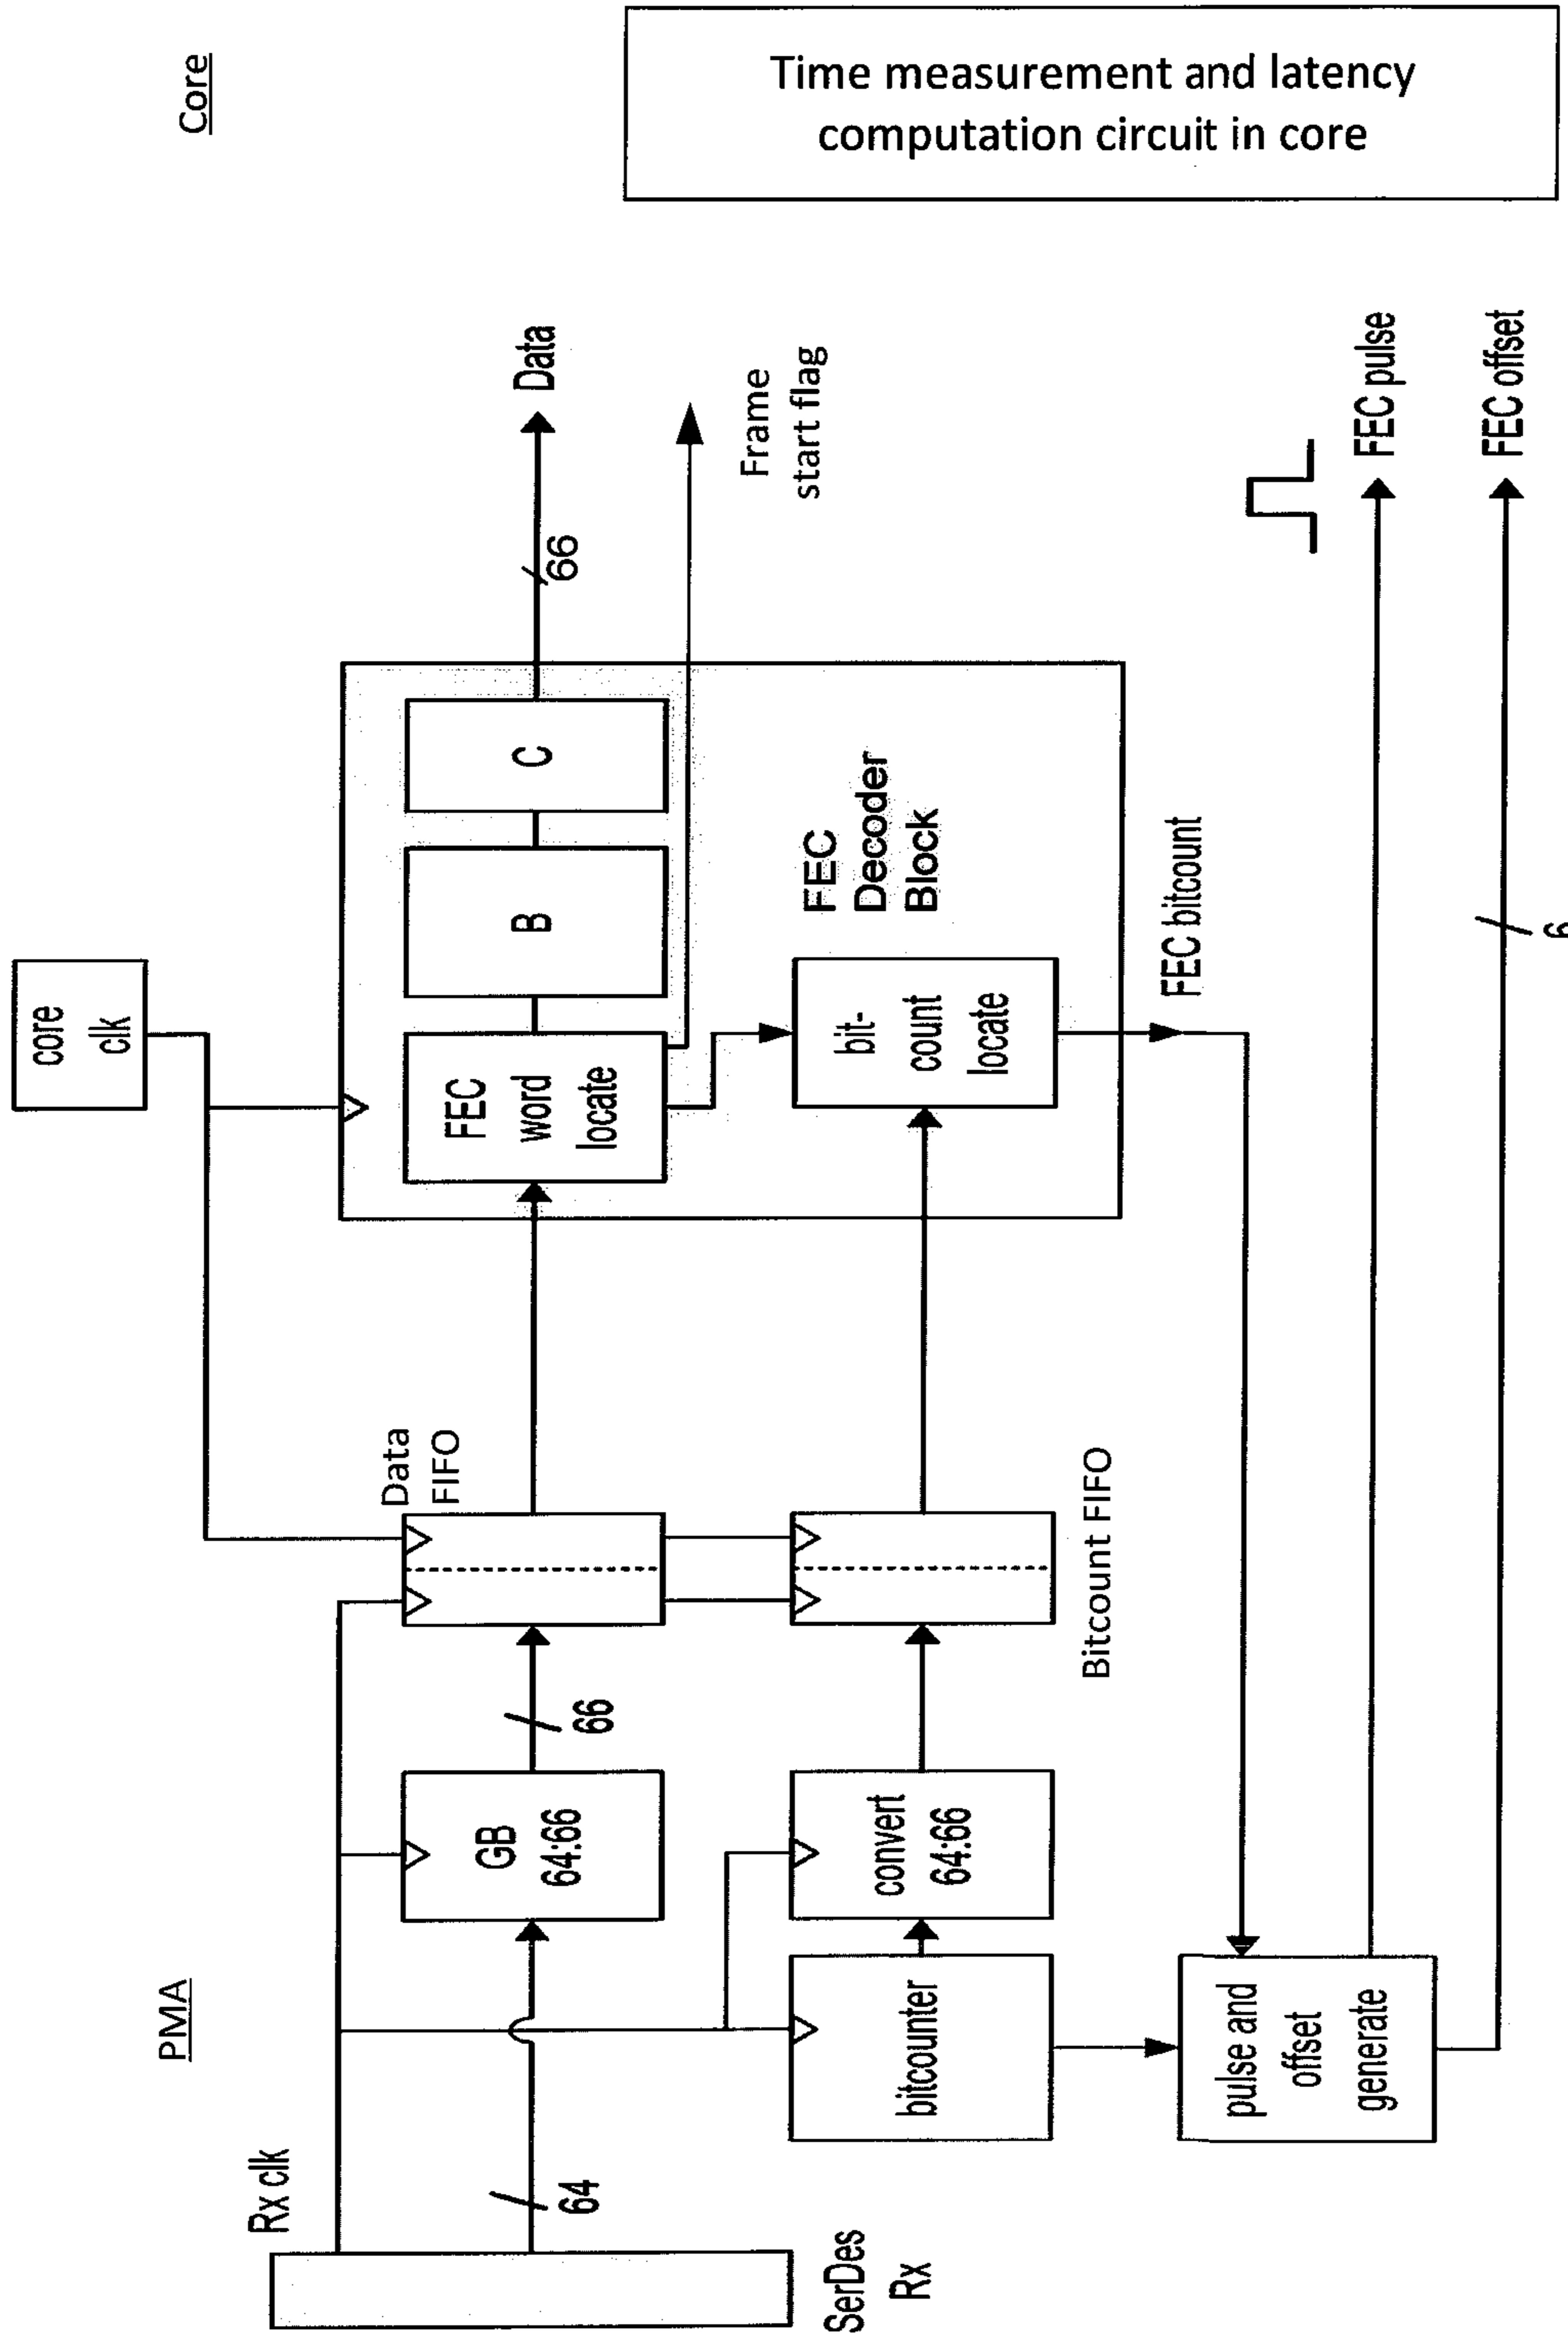 Core
Time measurement and latency
computation circuit in core
PMA
core
clk
Rx clk
SerDes
Rx
64
GB
64:66
66
Data
FIFO
FEC
word
locate
B
C
66
Data
Frame
start flag
FEC
Decoder
Block
bitcounter
convert
64:66
Bitcount FIFO
bit-
count
locate
FEC bitcount
pulse and
offset
generate
FEC pulse
6
FEC offset